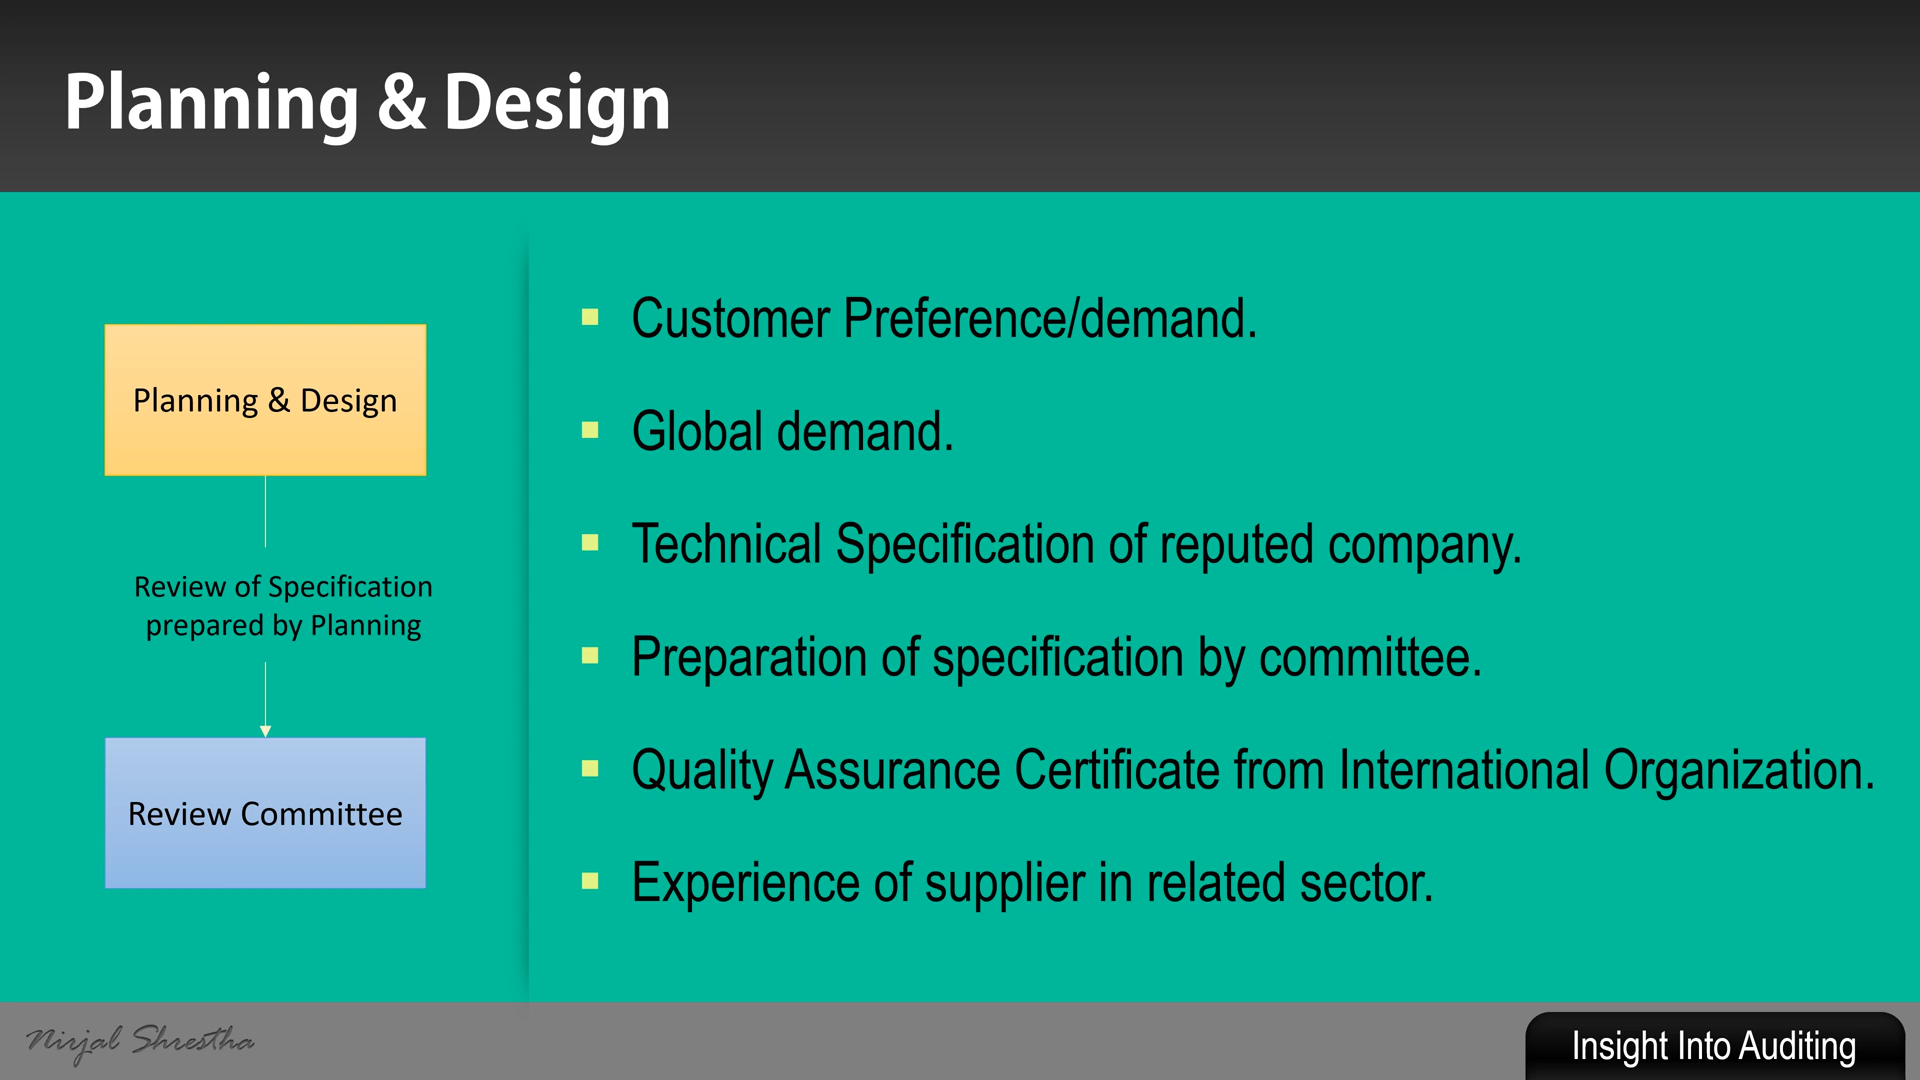 Planning & Design
Planning & Design
Review of Specification
prepared by Planning
Review Committee
Customer Preference/demand.
Global demand.
Technical Specification of reputed company.
Preparation of specification by committee.
Quality Assurance Certificate from International Organization.
Experience of supplier in related sector.
Nirjal Shrestha
Insight Into Auditing